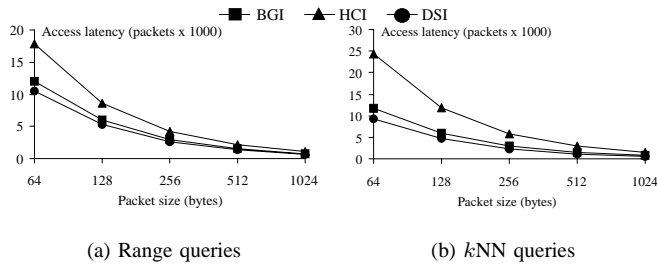 BGI HCI DSI
Access latency (packets x 1000)
20
15
10
5
0
64 128 256 512 1024
Packet size (bytes)
(a) Range queries
Access latency (packets x 1000)
30
25
20
15
10
5
0
64 128 256 512 1024
Packet size (bytes)
(b) kNN queries